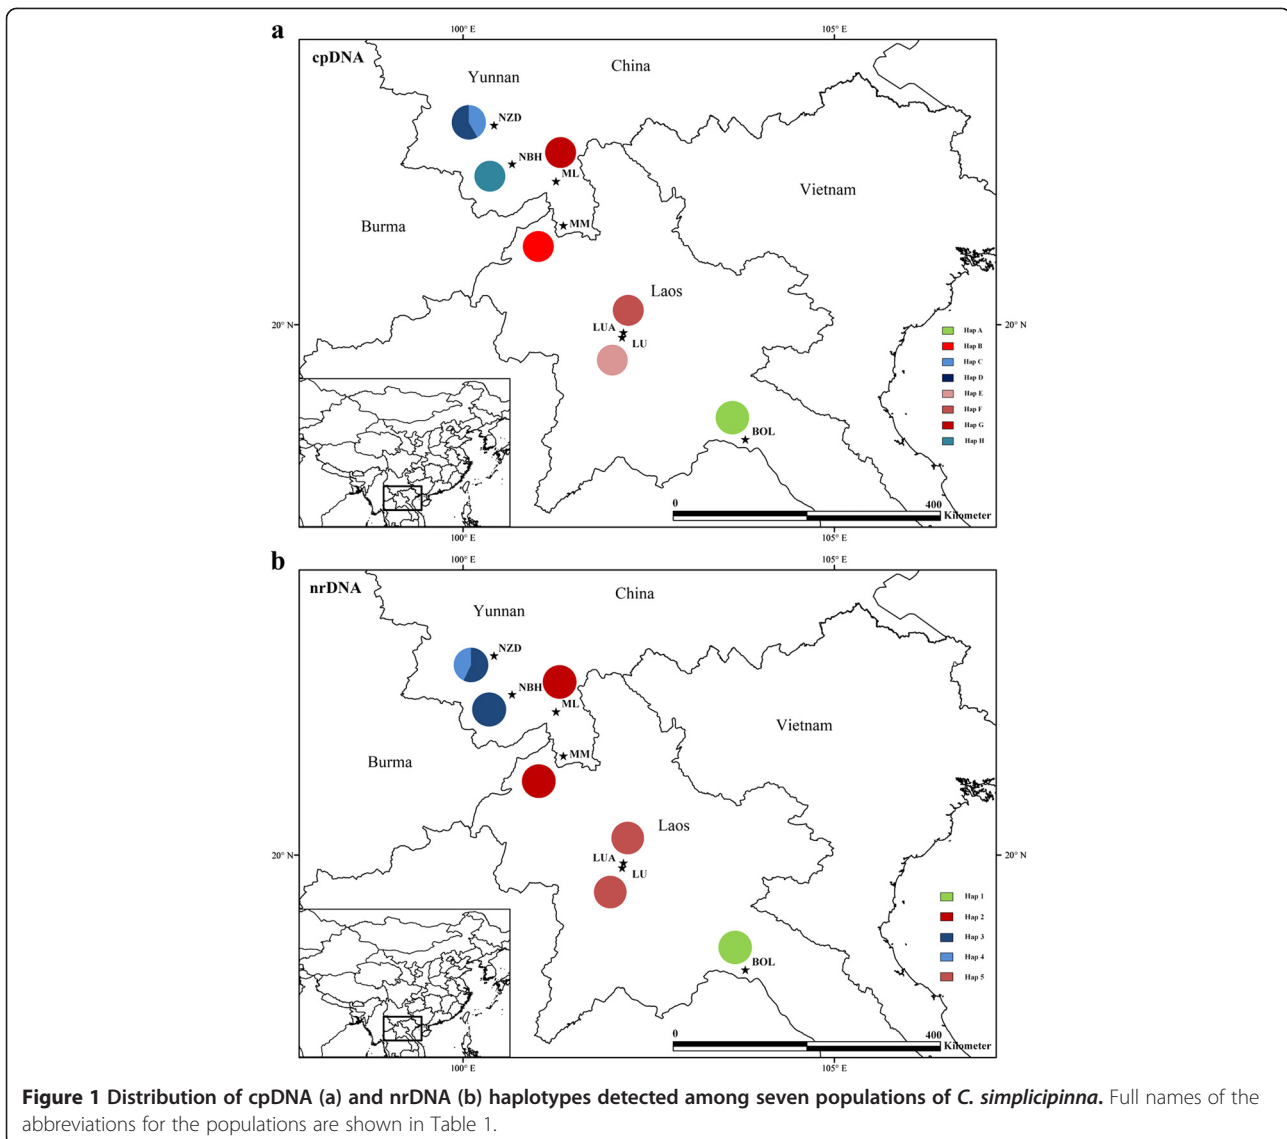 a
100° E
105° E
cpDNA
China
Yunnan
NZD
NBH
ML
Vietnam
Burma
MM
Laos
LUA
LU
20° N
20° N
Hap A
Hap B
Hap C
Hap D
Hap E
Hap F
Hap G
Hap H
BOL
0
400
Kilometer
100° E
105° E
b
100° E
105° E
nrDNA
China
Yunnan
NZD
NBH
ML
Vietnam
Burma
MM
Laos
LUA
LU
20° N
20° N
Hap 1
Hap 2
Hap 3
Hap 4
Hap 5
BOL
0
400
Kilometer
100° E
105° E
Figure 1 Distribution of cpDNA (a) and nrDNA (b) haplotypes detected among seven populations of C. simplicipinna. Full names of the
abbreviations for the populations are shown in Table 1.